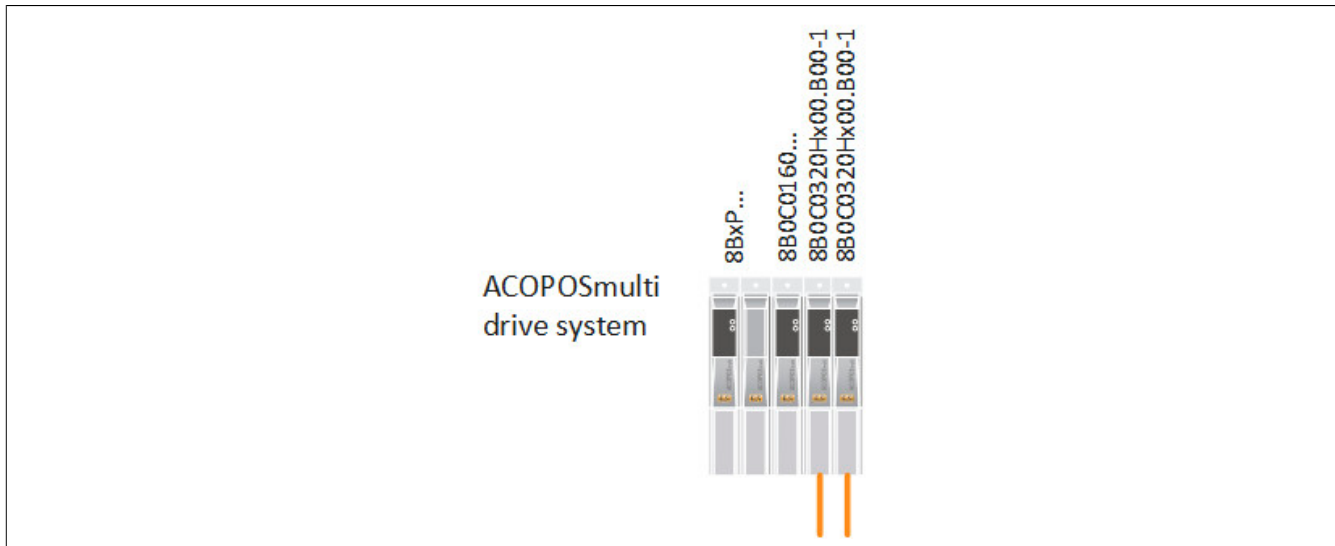 8BxP...
8B0C0160...
8B0C0320Hx00.B00-1
8B0C0320Hx00.B00-1
ACOPOSmulti
drive system